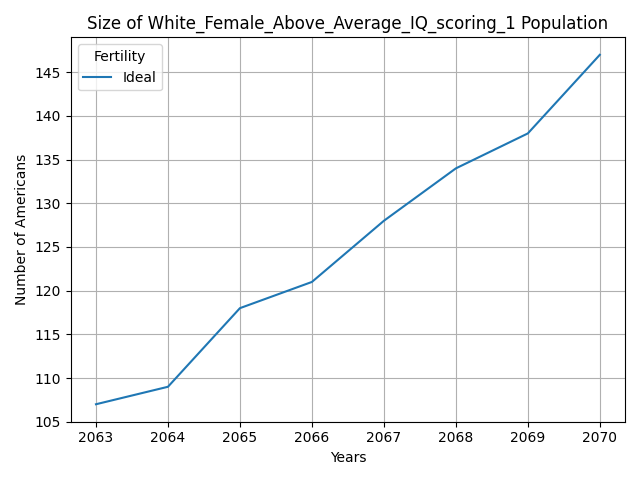 Size of White_Female_Above_Average_IQ_scoring_1 Population
Fertility
Ideal
Number of Americans
145
140
135
130
125
120
115
110
105
2063 2064 2065 2066 2067 2068 2069 2070
Years